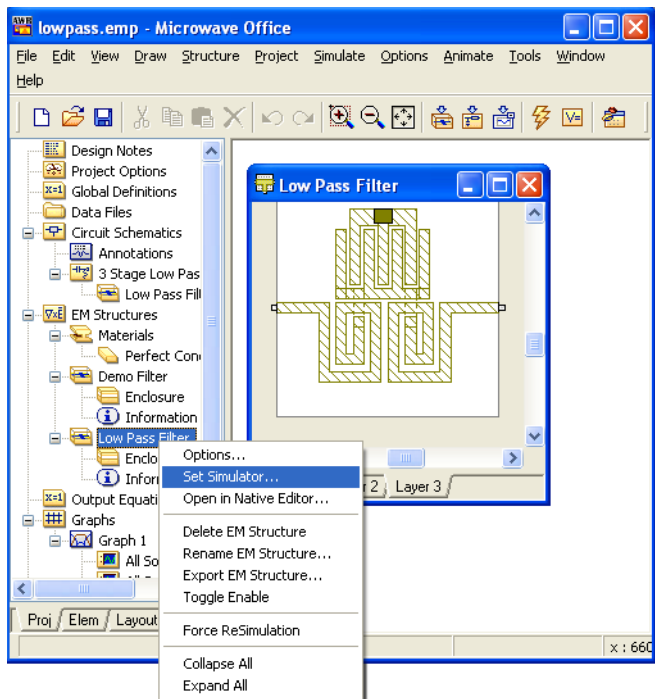 lowpass.emp - Microwave Office
File Edit View Draw Structure Project Simulate Options Animate Tools Window
Help
Design Notes
Project Options
Global Definitions
Data Files
Circuit Schematics
Annotations
3 Stage Low Pas
Low Pass Fil
EM Structures
Materials
Perfect Con
Demo Filter
Enclosure
Information
Low Pass Filter
Enclo
Infor
Output Equati
Graphs
Graph 1
All So
Proj Elem Layout
Low Pass Filter
2 Layer 3
Options...
Set Simulator...
Open in Native Editor...
Delete EM Structure
Rename EM Structure...
Export EM Structure...
Toggle Enable
Force ReSimulation
Collapse All
Expand All
x : 660